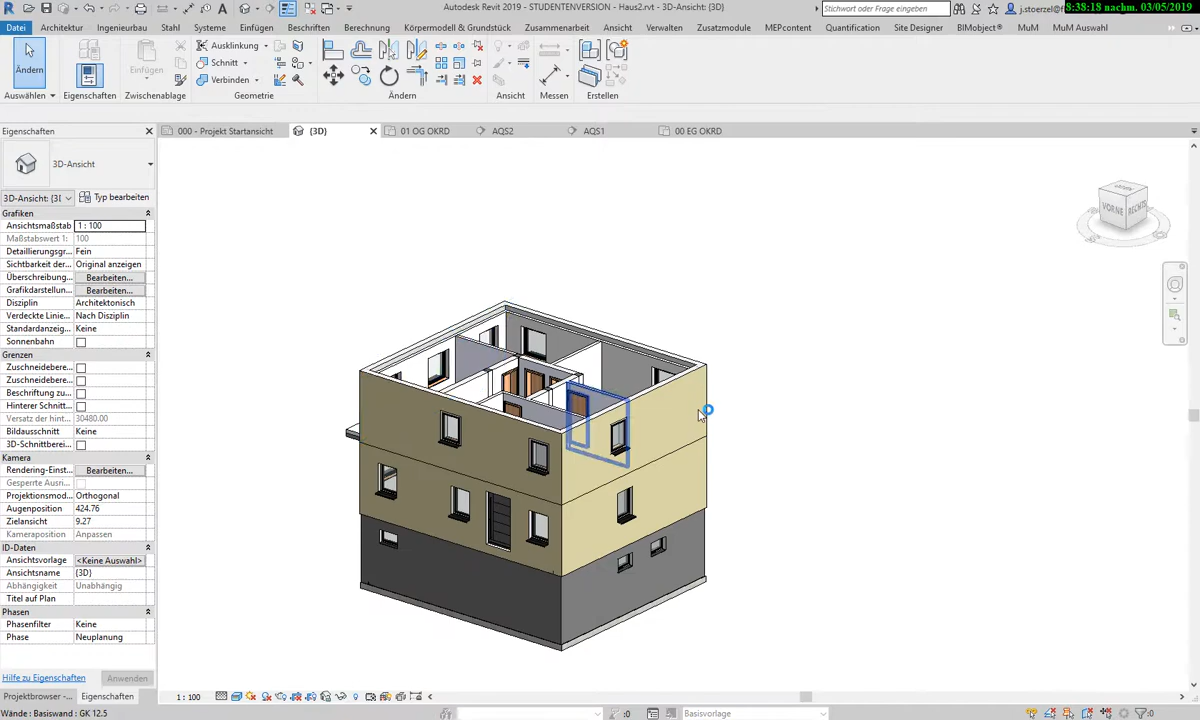 Autodesk Revit 2019 - STUDENTENVERSION - Haus2.rvt - 3D-Ansicht: {3D}
Stichwort oder Frage eingeben
j.stoerzel@f
8:38:18 nachm. 03/05/2019
Datei Architektur Ingenieurbau Stahl Systeme Einfügen Beschriften Berechnung Körpermodell & Grundstück Zusammenarbeit Ansicht Verwalten Zusatzmodule MEPcontent Quantification Site Designer BIMobject® MuM MuM Auswahl
Ausklinkung
Schnitt
Verbinden
Ändern
Einfügen
Auswählen Eigenschaften Zwischenablage Geometrie Ändern Ansicht Messen Erstellen
Eigenschaften
000 - Projekt Startansicht {3D} 01 OG OKRD AQS2 AQS1 00 EG OKRD
3D-Ansicht
3D-Ansicht: {3I Typ bearbeiten
Grafiken
Ansichtsmaßstab 1 : 100
Maßstabswert 1: 100
Detaillierungsgr... Fein
Sichtbarkeit der... Original anzeigen
Überschreibung... Bearbeiten...
Grafikdarstellun... Bearbeiten...
Disziplin Architektonisch
Verdeckte Linie... Nach Disziplin
Standardanzeig... Keine
Sonnenbahn
Grenzen
Zuschneidebere...
Zuschneidebere...
Beschriftung zu...
Hinterer Schnitt...
Versatz der hint... 30480.00
Bildausschnitt Keine
3D-Schnittberei...
Kamera
Rendering-Einst... Bearbeiten...
Gesperrte Ausri...
Projektionsmod... Orthogonal
Augenposition 424.76
Zielansicht 9.27
Kameraposition Anpassen
ID-Daten
Ansichtsvorlage <Keine Auswahl>
Ansichtsname {3D}
Abhängigkeit Unabhängig
Titel auf Plan
Phasen
Phasenfilter Keine
Phase Neuplanung
VORNE RECHTS
Hilfe zu Eigenschaften Anwenden
Projektbrowser -... Eigenschaften
1 : 100
Wände : Basiswand : GK 12.5
:0
Basisvorlage
:0